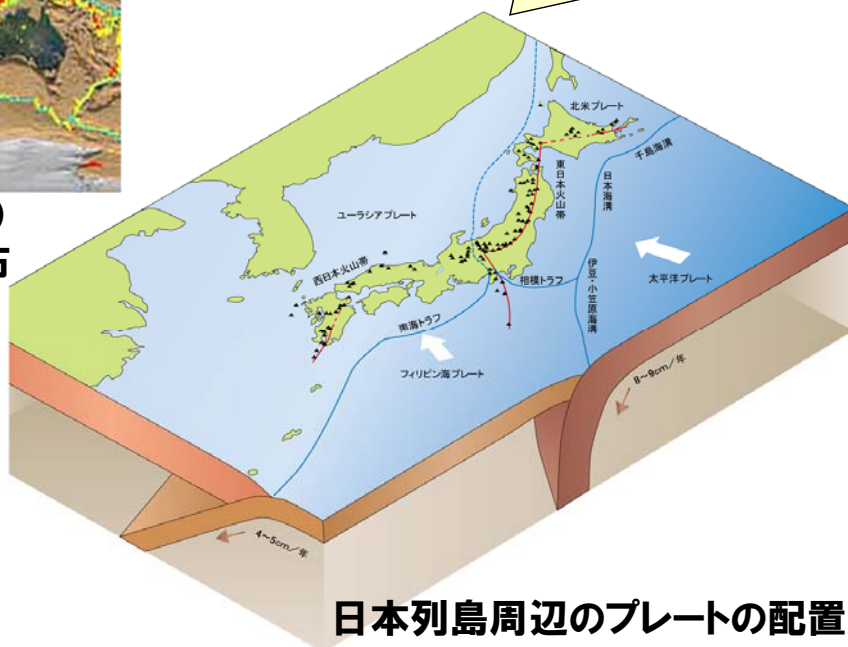 北米プレート
千島海溝
東日本火山帯
日本海溝
ユーラシアプレート
西日本火山帯
伊豆・小笠原海溝
太平洋プレート
相模トラフ
南海トラフ
フィリピン海プレート
8~9cm/年
4~5cm/年
日本列島周辺のプレートの配置